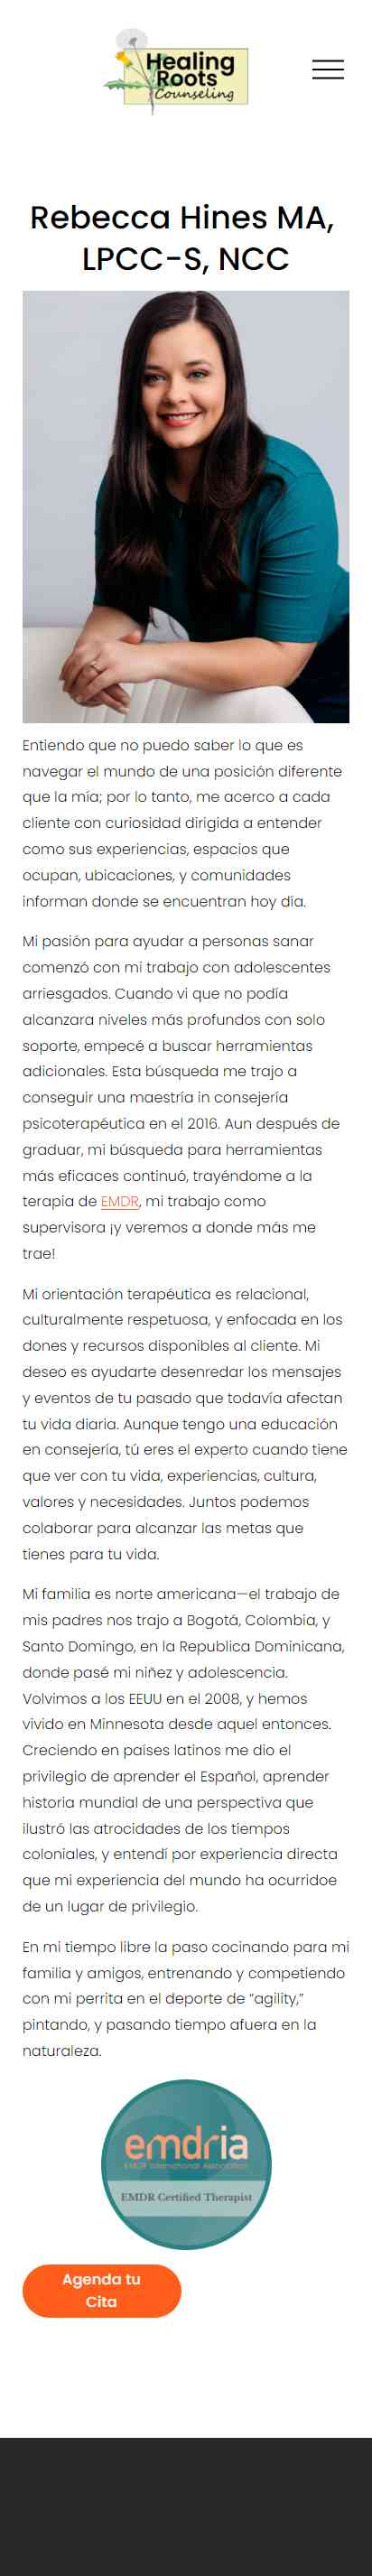 Healing
Roots
Counseling
Rebecca Hines MA,
LPCC-S, NCC
Entiendo que no puedo saber lo que es
navegar el mundo de una posición diferente
que la mía; por lo tanto, me acerco a cada
cliente con curiosidad dirigida a entender
como sus experiencias, espacios que
ocupan, ubicaciones, y comunidades
informan donde se encuentran hoy día.
Mi pasión para ayudar a personas sanar
comenzó con mi trabajo con adolescentes
arriesgados. Cuando vi que no podía
alcanzara niveles más profundos con solo
soporte, empecé a buscar herramientas
adicionales. Esta búsqueda me trajo a
conseguir una maestría in consejería
psicoterapéutica en el 2016. Aun después de
graduar, mi búsqueda para herramientas
más eficaces continuó, trayéndome a la
terapia de EMDR, mi trabajo como
supervisora ¡y veremos a donde más me
trae!
Mi orientación terapéutica es relacional,
culturalmente respetuosa, y enfocada en los
dones y recursos disponibles al cliente. Mi
deseo es ayudarte desenredar los mensajes
y eventos de tu pasado que todavía afectan
tu vida diaria. Aunque tengo una educación
en consejería, tú eres el experto cuando tiene
que ver con tu vida, experiencias, cultura,
valores y necesidades. Juntos podemos
colaborar para alcanzar las metas que
tienes para tu vida.
Mi familia es norte americana—el trabajo de
mis padres nos trajo a Bogotá, Colombia, y
Santo Domingo, en la Republica Dominicana,
donde pasé mi niñez y adolescencia.
Volvimos a los EEUU en el 2008, y hemos
vivido en Minnesota desde aquel entonces.
Creciendo en países latinos me dio el
privilegio de aprender el Español, aprender
historia mundial de una perspectiva que
ilustró las atrocidades de los tiempos
coloniales, y entendí por experiencia directa
que mi experiencia del mundo ha ocurridoe
de un lugar de privilegio.
En mi tiempo libre la paso cocinando para mi
familia y amigos, entrenando y competiendo
con mi perrita en el deporte de “agility,”
pintando, y pasando tiempo afuera en la
naturaleza.
emdria
EMDR International Association
EMDR Certified Therapist
Agenda tu
Cita